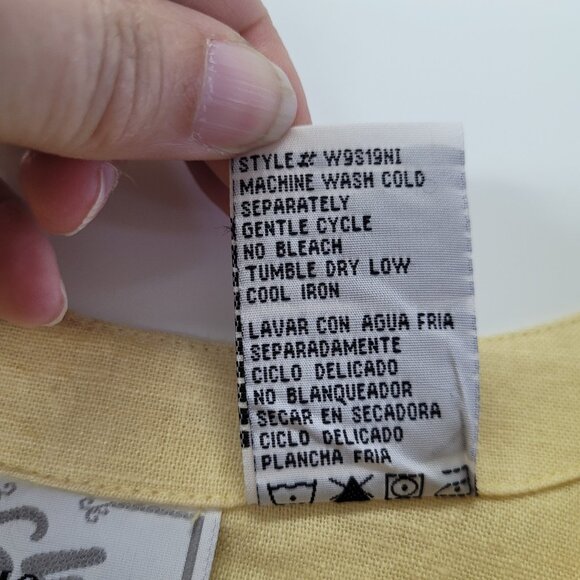 STYLE # W9S19NI
MACHINE WASH COLD
SEPARATELY
GENTLE CYCLE
NO BLEACH
TUMBLE DRY LOW
COOL IRON
LAVAR CON AGUA FRIA
SEPARADAMENTE
CICLO DELICADO
NO BLANQUEADOR
SECAR EN SECADORA
CICLO DELICADO
PLANCHA FRIA